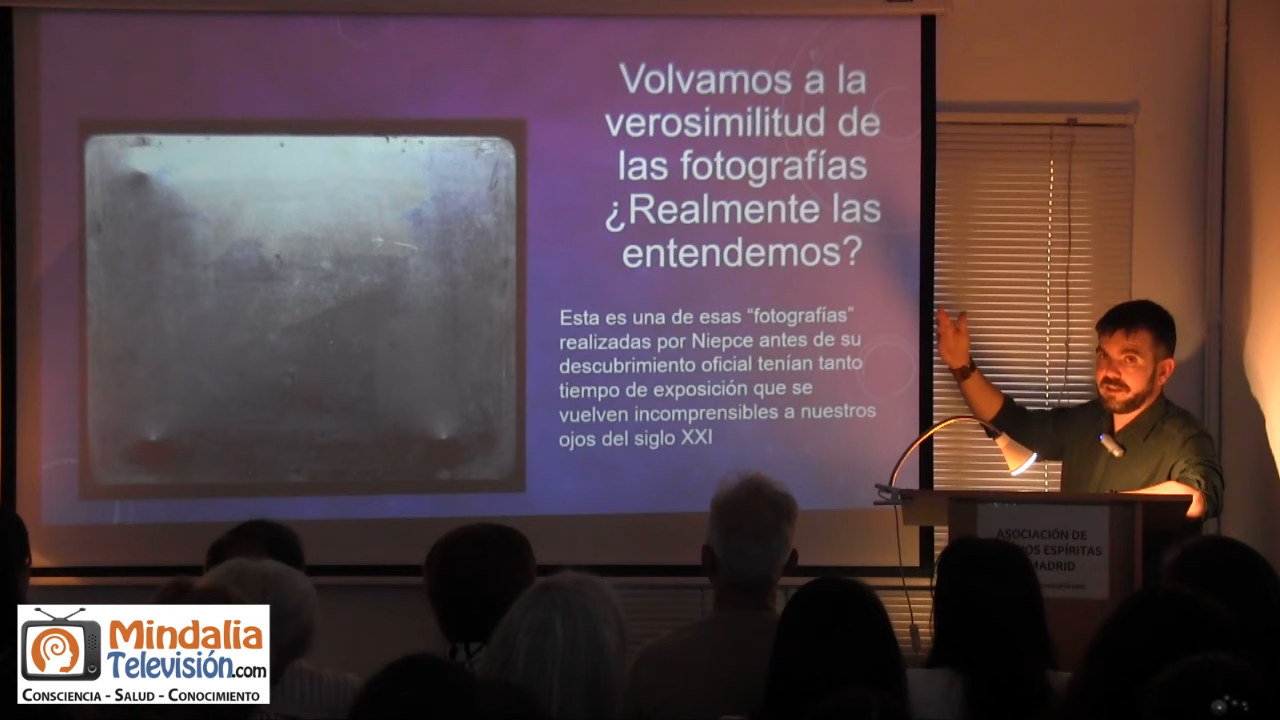 Volvamos a la
verosimilitud de
las fotografías
¿Realmente las
entendemos?
Esta es una de esas “fotografías”
realizadas por Niepce antes de su
descubrimiento oficial tenían tanto
tiempo de exposición que se
vuelven incomprensibles a nuestros
ojos del siglo XXI
ASOCIACIÓN DE
ESPÍRITAS
MADRID
Mindalia
Televisión.com
CONSCIENCIA - SALUD - CONOCIMIENTO